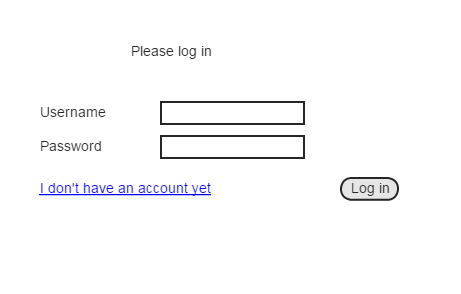 Please log in
Username
Password
I don't have an account yet
Log in